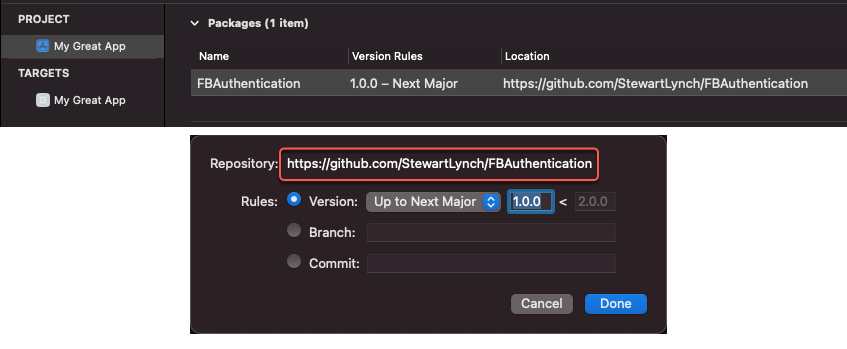 PROJECT
My Great App
TARGETS
My Great App
Packages (1 item)
Name Version Rules Location
FBAuthentication 1.0.0 – Next Major https://github.com/StewartLynch/FBAuthentication
Repository: https://github.com/StewartLynch/FBAuthentication
Rules: Version: Up to Next Major 1.0.0 < 2.0.0
Branch:
Commit:
Cancel Done